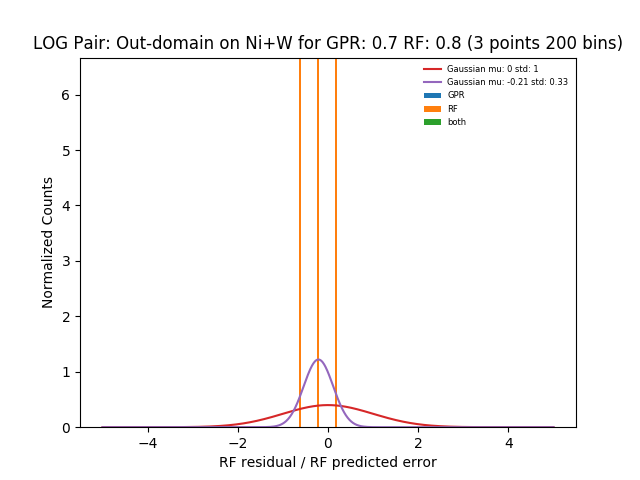 LOG Pair: Out-domain on Ni+W for GPR: 0.7 RF: 0.8 (3 points 200 bins)
Gaussian mu: 0 std: 1
Gaussian mu: -0.21 std: 0.33
GPR
RF
both
Normalized Counts
6
5
4
3
2
1
0
−4 −2 0 2 4
RF residual / RF predicted error